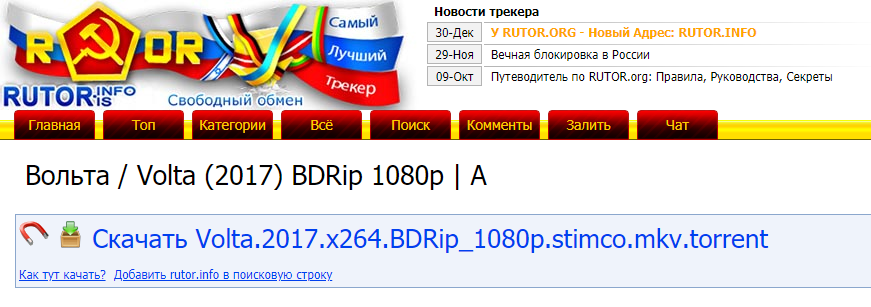 R TOR
Самый
Лучший
Трекер
RUTOR.INFO
.IS
Свободный обмен
Новости трекера
30-Дек У RUTOR.ORG - Новый Адрес: RUTOR.INFO
29-Ноя Вечная блокировка в России
09-Окт Путеводитель по RUTOR.org: Правила, Руководства, Секреты
Главная Топ Категории Всё Поиск Комменты Залить Чат
Вольта / Volta (2017) BDRip 1080p | A
Скачать Volta.2017.x264.BDRip_1080p.stimco.mkv.torrent
Как тут качать? Добавить rutor.info в поисковую строку